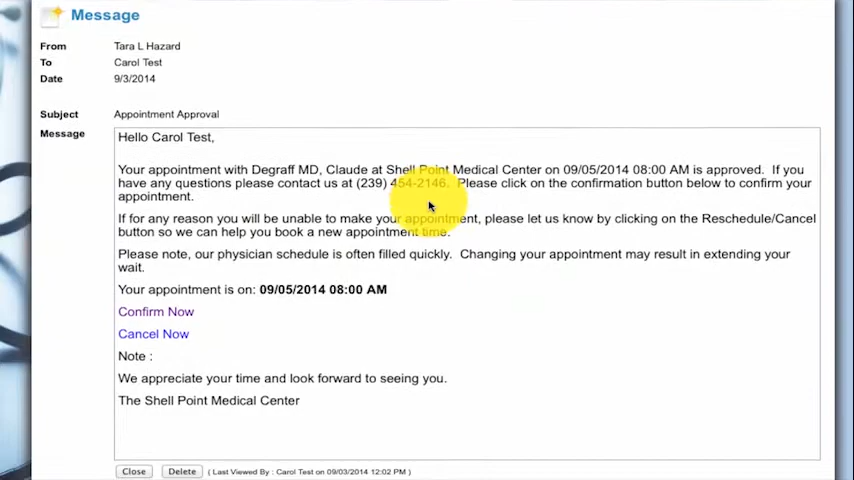 Message
From Tara L Hazard
To Carol Test
Date 9/3/2014
Subject Appointment Approval
Message Hello Carol Test,
Your appointment with Degraff MD, Claude at Shell Point Medical Center on 09/05/2014 08:00 AM is approved. If you
have any questions please contact us at (239) 454-2146. Please click on the confirmation button below to confirm your
appointment.
If for any reason you will be unable to make your appointment, please let us know by clicking on the Reschedule/Cancel
button so we can help you book a new appointment time.
Please note, our physician schedule is often filled quickly. Changing your appointment may result in extending your
wait.
Your appointment is on: 09/05/2014 08:00 AM
Confirm Now
Cancel Now
Note :
We appreciate your time and look forward to seeing you.
The Shell Point Medical Center
Close Delete ( Last Viewed By : Carol Test on 09/03/2014 12:02 PM )